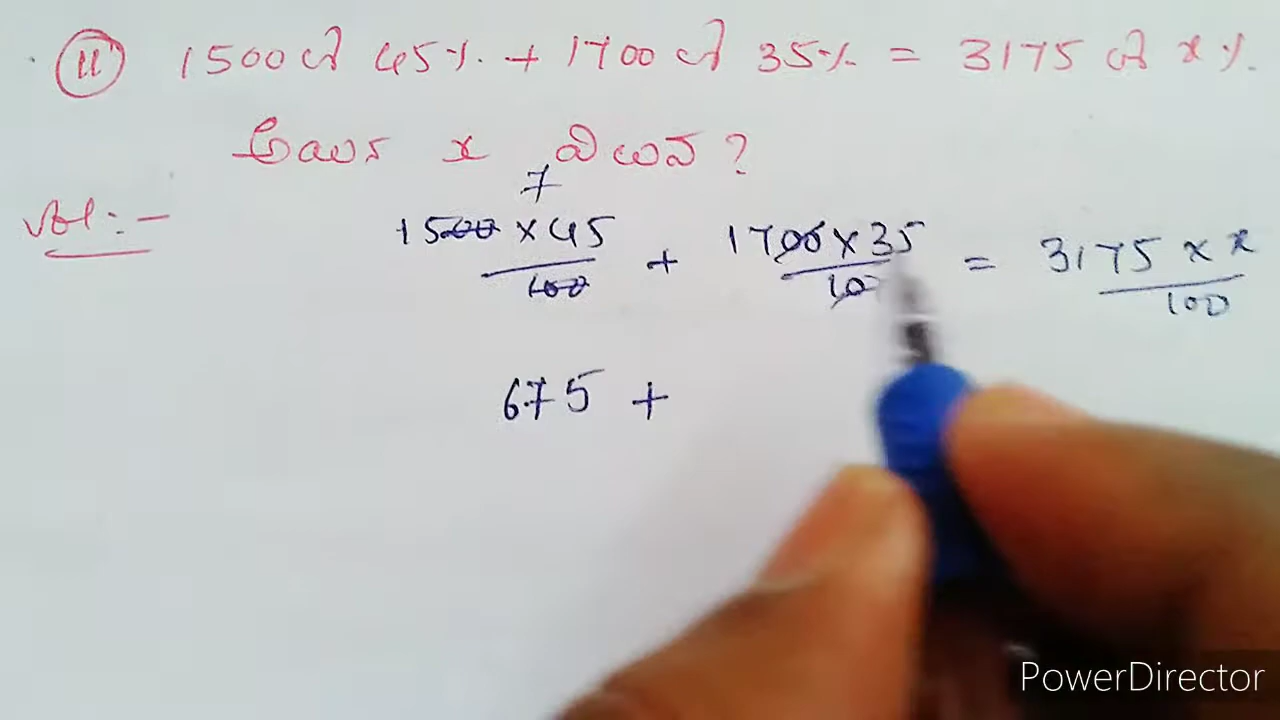 11 1500 లో 45% + 1700 లో 35% = 3175 లో x %.
అయిన x విలువ?
Sol:-
7
1500 x 45 / 100 + 1700 x 35 / 100 = 3175 x x / 100
675 +
PowerDirector